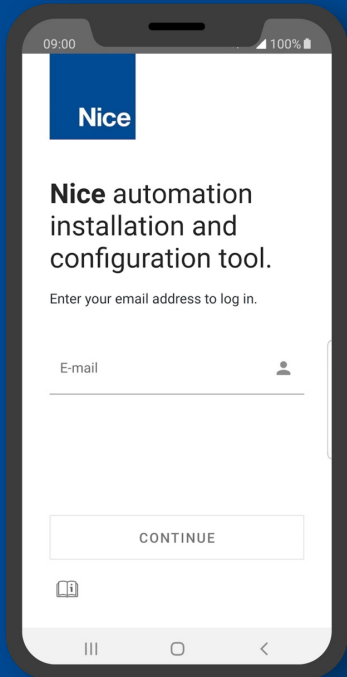 09:00
100%
Nice
Nice automation
installation and
configuration tool.
Enter your email address to log in.
E-mail
CONTINUE